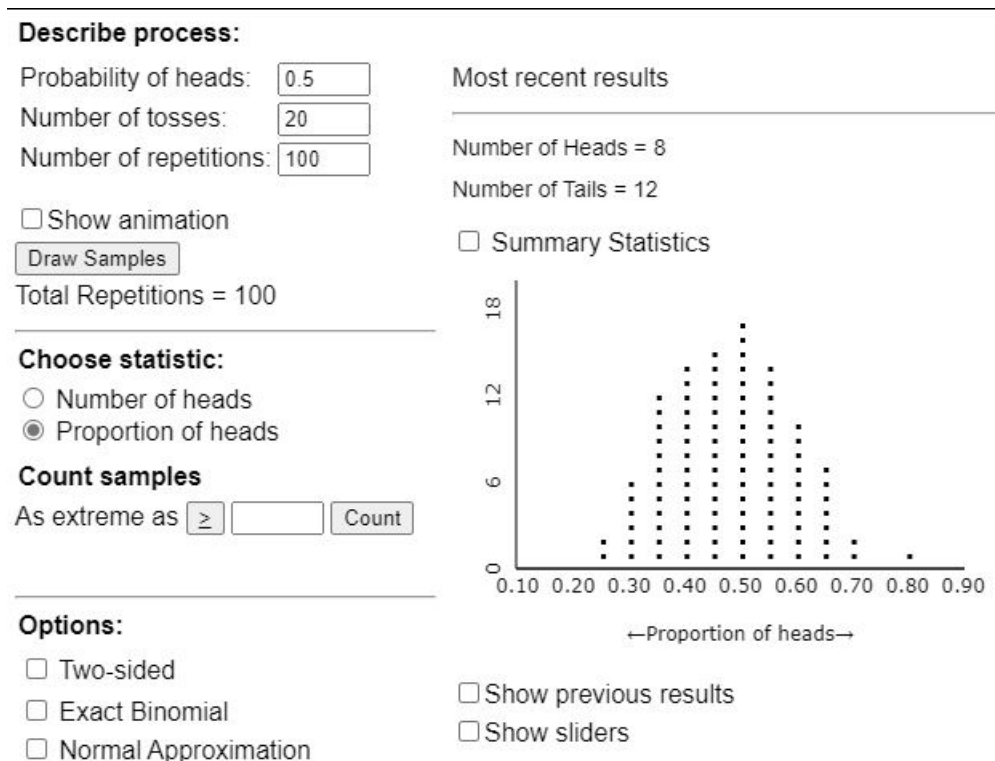 Describe process:
Probability of heads: 0.5
Number of tosses: 20
Number of repetitions: 100
Show animation
Draw Samples
Total Repetitions = 100
Choose statistic:
Number of heads
Proportion of heads
Count samples
As extreme as ≥ Count
Options:
Two-sided
Exact Binomial
Normal Approximation
Most recent results
Number of Heads = 8
Number of Tails = 12
Summary Statistics
18
12
6
0
0.10 0.20 0.30 0.40 0.50 0.60 0.70 0.80 0.90
←Proportion of heads→
Show previous results
Show sliders